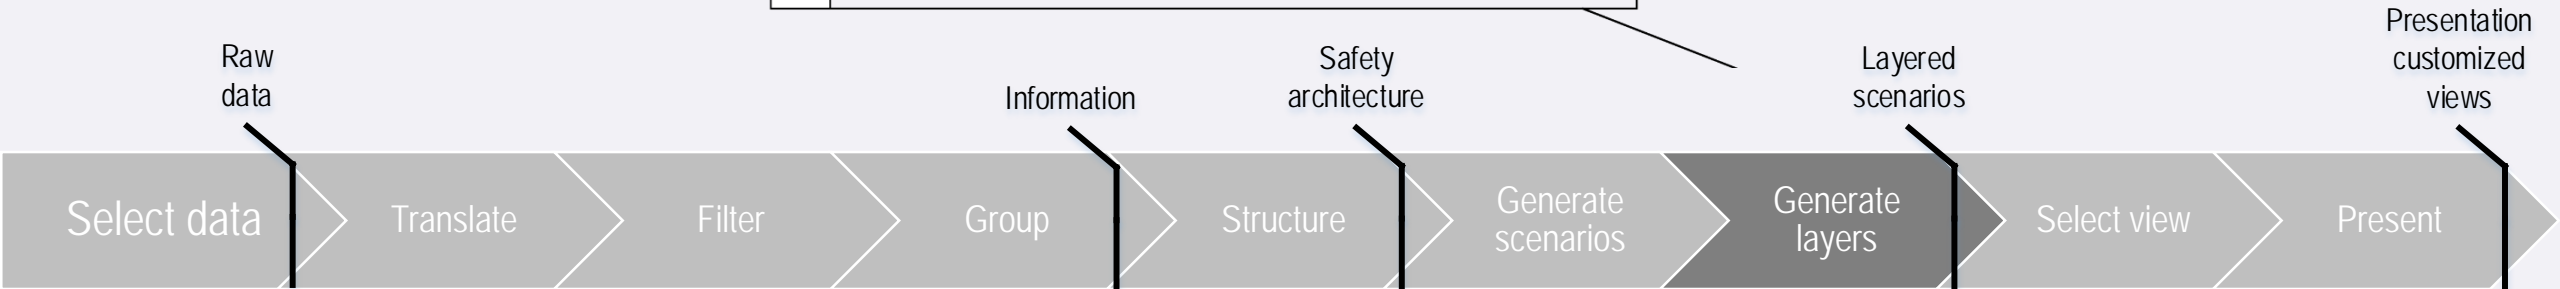 Raw
data
Information
Safety
architecture
Layered
scenarios
Presentation
customized
views
Select data
Translate
Filter
Group
Structure
Generate
scenarios
Generate
layers
Select view
Present